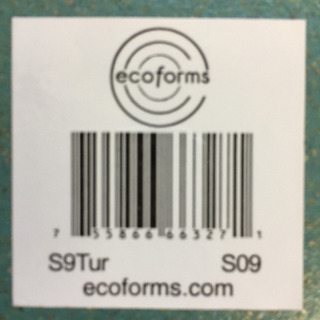 ecoforms
7 55866 66327 1
S9Tur S09
ecoforms.com